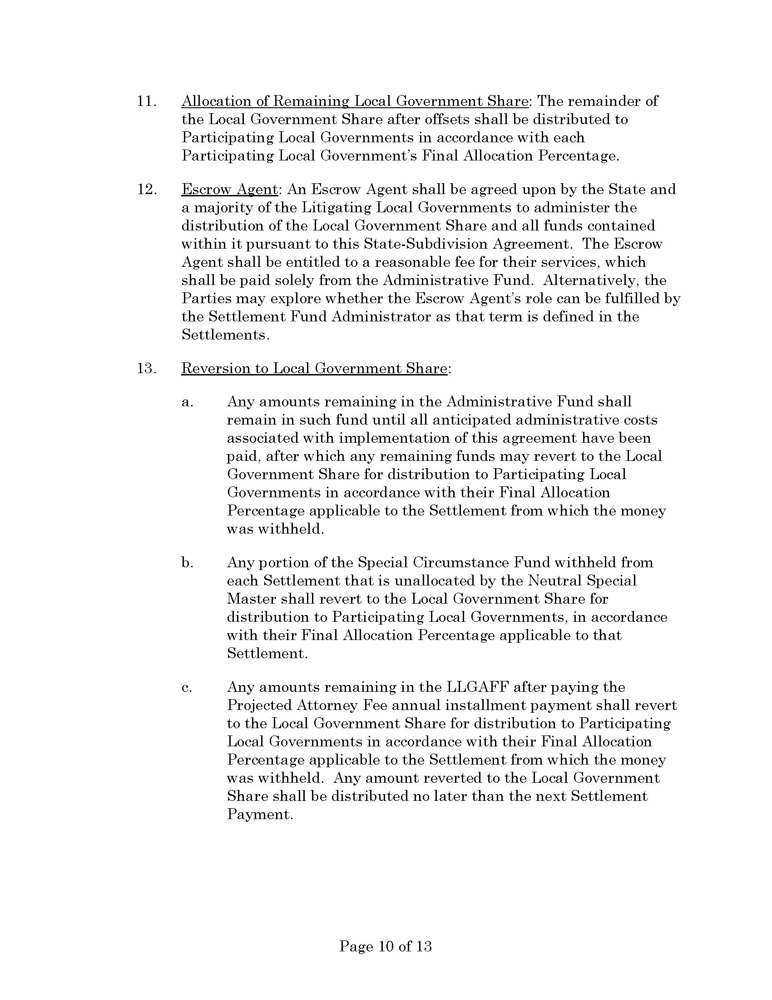 11. Allocation of Remaining Local Government Share: The remainder of
the Local Government Share after offsets shall be distributed to
Participating Local Governments in accordance with each
Participating Local Government’s Final Allocation Percentage.
12. Escrow Agent: An Escrow Agent shall be agreed upon by the State and
a majority of the Litigating Local Governments to administer the
distribution of the Local Government Share and all funds contained
within it pursuant to this State-Subdivision Agreement.  The Escrow
Agent shall be entitled to a reasonable fee for their services, which
shall be paid solely from the Administrative Fund.  Alternatively, the
Parties may explore whether the Escrow Agent’s role can be fulfilled by
the Settlement Fund Administrator as that term is defined in the
Settlements.
13. Reversion to Local Government Share:
a. Any amounts remaining in the Administrative Fund shall
remain in such fund until all anticipated administrative costs
associated with implementation of this agreement have been
paid, after which any remaining funds may revert to the Local
Government Share for distribution to Participating Local
Governments in accordance with their Final Allocation
Percentage applicable to the Settlement from which the money
was withheld.
b. Any portion of the Special Circumstance Fund withheld from
each Settlement that is unallocated by the Neutral Special
Master shall revert to the Local Government Share for
distribution to Participating Local Governments, in accordance
with their Final Allocation Percentage applicable to that
Settlement.
c. Any amounts remaining in the LLGAFF after paying the
Projected Attorney Fee annual installment payment shall revert
to the Local Government Share for distribution to Participating
Local Governments in accordance with their Final Allocation
Percentage applicable to the Settlement from which the money
was withheld.  Any amount reverted to the Local Government
Share shall be distributed no later than the next Settlement
Payment.
Page 10 of 13